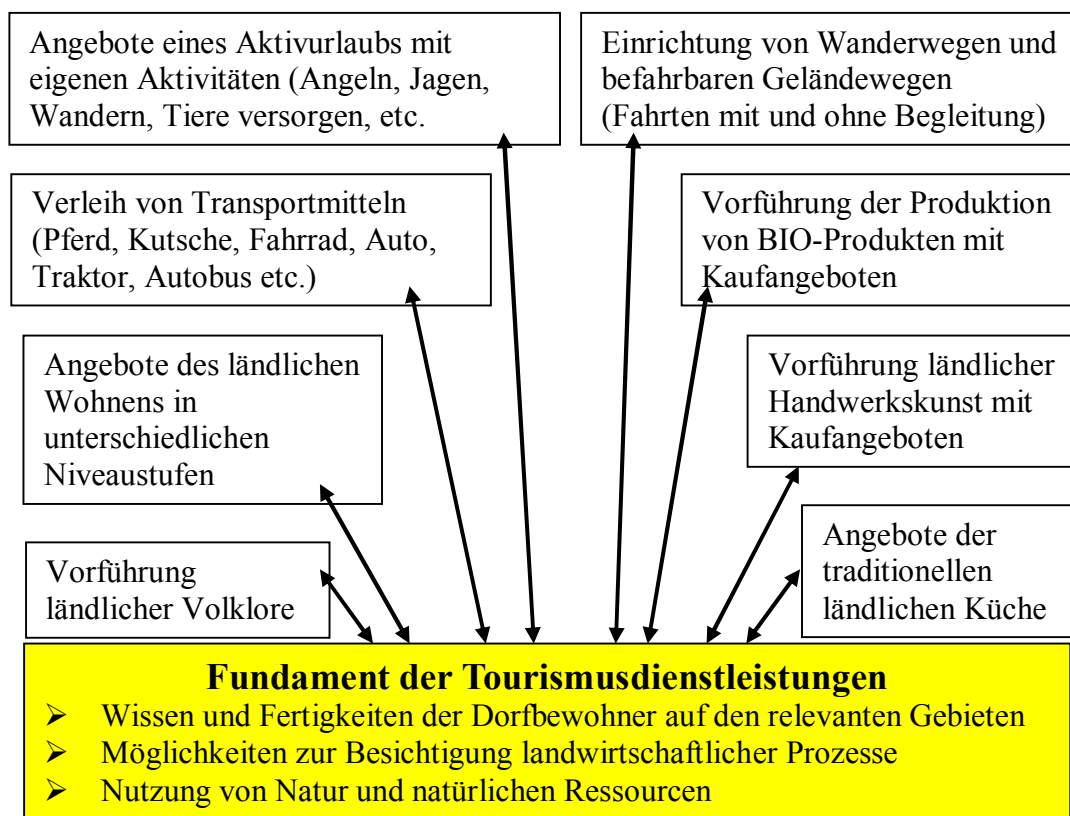 Angebote eines Aktivurlaubs mit
eigenen Aktivitäten (Angeln, Jagen,
Wandern, Tiere versorgen, etc.
Einrichtung von Wanderwegen und
befahrbaren Geländewegen
(Fahrten mit und ohne Begleitung)
Verleih von Transportmitteln
(Pferd, Kutsche, Fahrrad, Auto,
Traktor, Autobus etc.)
Vorführung der Produktion
von BIO-Produkten mit
Kaufangeboten
Angebote des ländlichen
Wohnens in
unterschiedlichen
Niveaustufen
Vorführung ländlicher
Handwerkskunst mit
Kaufangeboten
Vorführung
ländlicher Volklore
Angebote der
traditionellen
ländlichen Küche
Fundament der Tourismusdienstleistungen
➢ Wissen und Fertigkeiten der Dorfbewohner auf den relevanten Gebieten
➢ Möglichkeiten zur Besichtigung landwirtschaftlicher Prozesse
➢ Nutzung von Natur und natürlichen Ressourcen